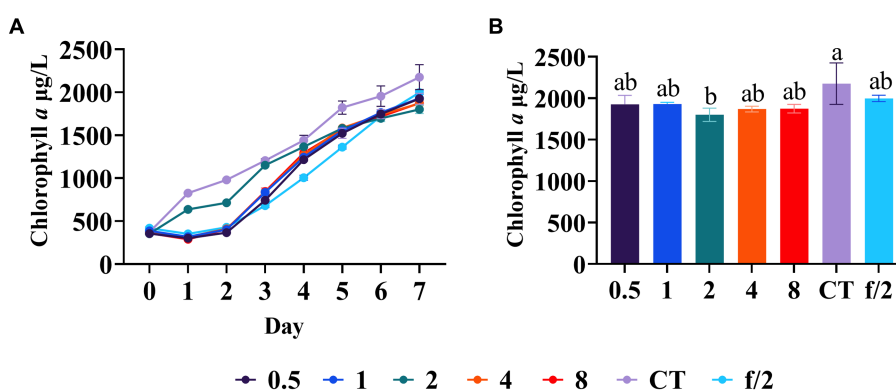 A
Chlorophyll a µg/L
2500
2000
1500
1000
500
0
0 1 2 3 4 5 6 7
Day
B
Chlorophyll a µg/L
2500
2000
1500
1000
500
0
ab ab b ab ab a ab
0.5 1 2 4 8 CT f/2
0.5 1 2 4 8 CT f/2